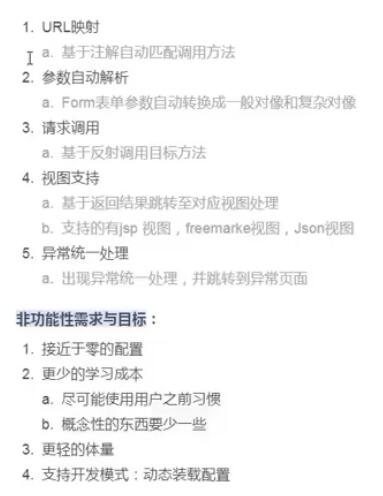 1. URL映射
a. 基于注解自动匹配调用方法
2. 参数自动解析
a. Form表单参数自动转换成一般对像和复杂对像
3. 请求调用
a. 基于反射调用目标方法
4. 视图支持
a. 基于返回结果跳转至对应视图处理
b. 支持的有jsp 视图，freemarke视图，Json视图
5. 异常统一处理
a. 出现异常统一处理，并跳转到异常页面
非功能性需求与目标：
1. 接近于零的配置
2. 更少的学习成本
a. 尽可能使用用户之前习惯
b. 概念性的东西要少一些
3. 更轻的体量
4. 支持开发模式：动态装载配置